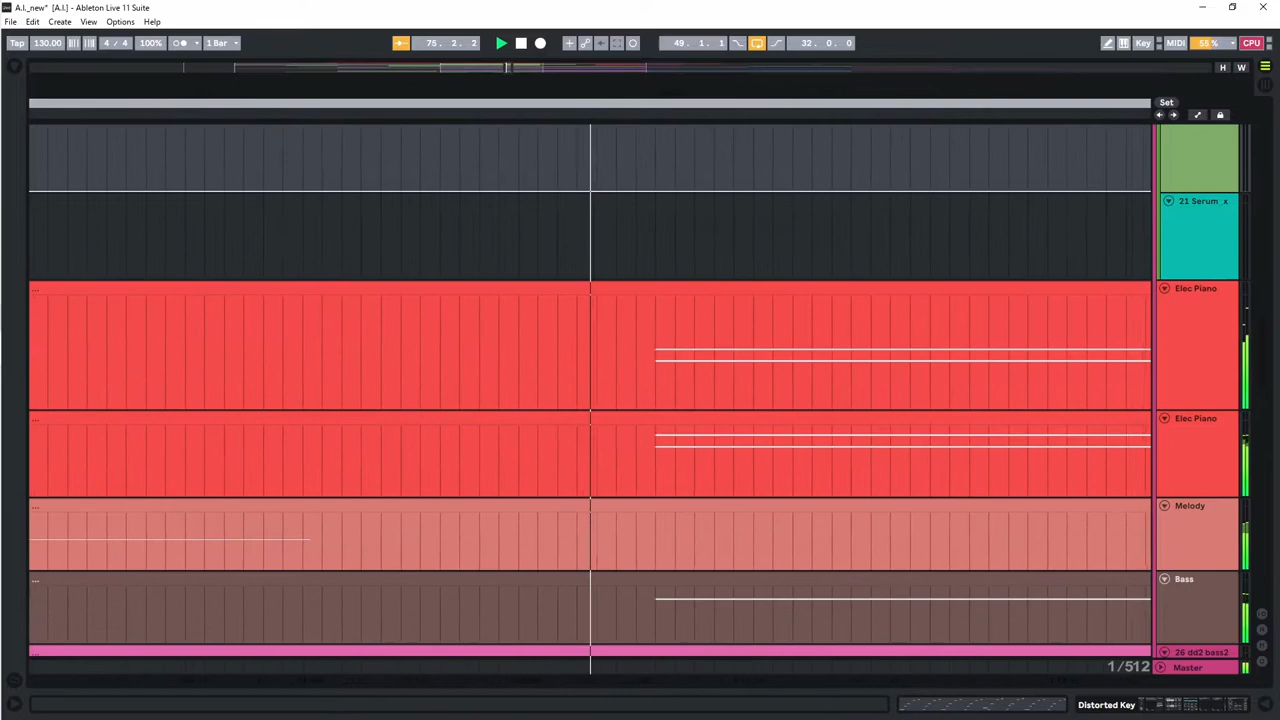 A.I._new* [A.I.] - Ableton Live 11 Suite
File Edit Create View Options Help
Tap 130.00 4 / 4 100% 1 Bar 75. 2. 2 49. 1. 1 32. 0. 0 Key MIDI 55 % CPU
H W
Set
21 Serum_x
... Elec Piano
... Elec Piano
... Melody
... Bass
... 26 dd2 bass2
1/512 Master
Distorted Key